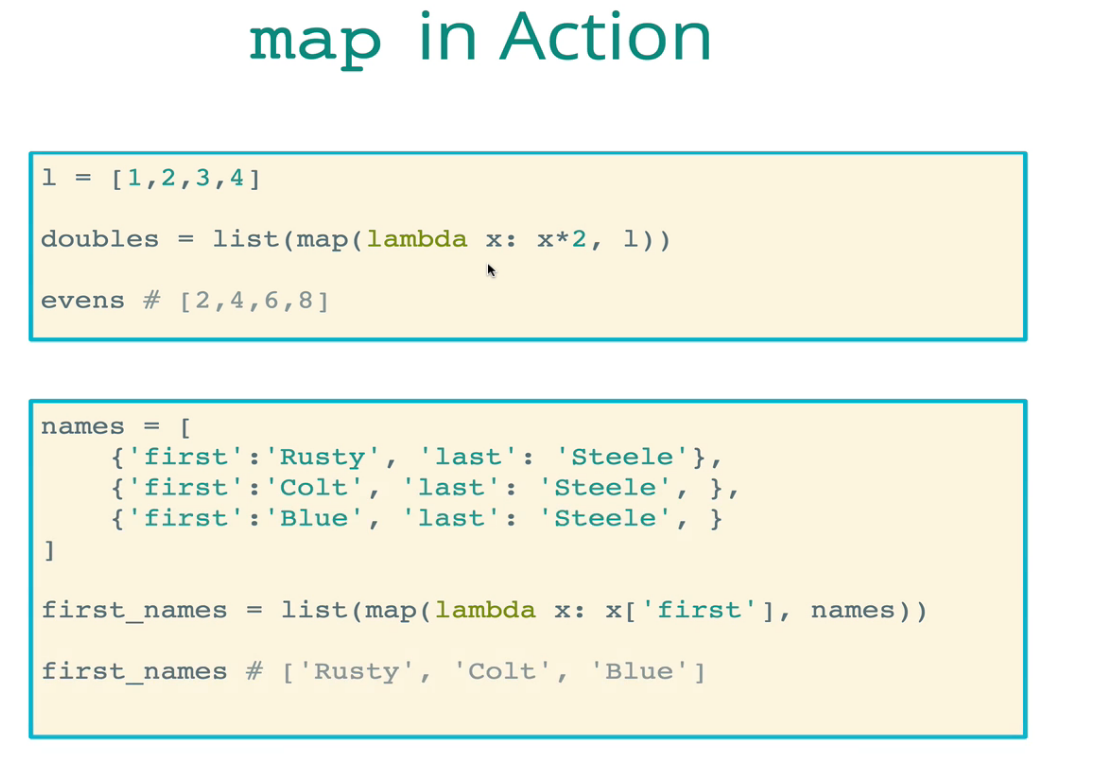 map in Action
l = [1,2,3,4]
doubles = list(map(lambda x: x*2, l))
evens # [2,4,6,8]
names = [
    {'first':'Rusty', 'last': 'Steele'},
    {'first':'Colt', 'last': 'Steele', },
    {'first':'Blue', 'last': 'Steele', }
]
first_names = list(map(lambda x: x['first'], names))
first_names # ['Rusty', 'Colt', 'Blue']